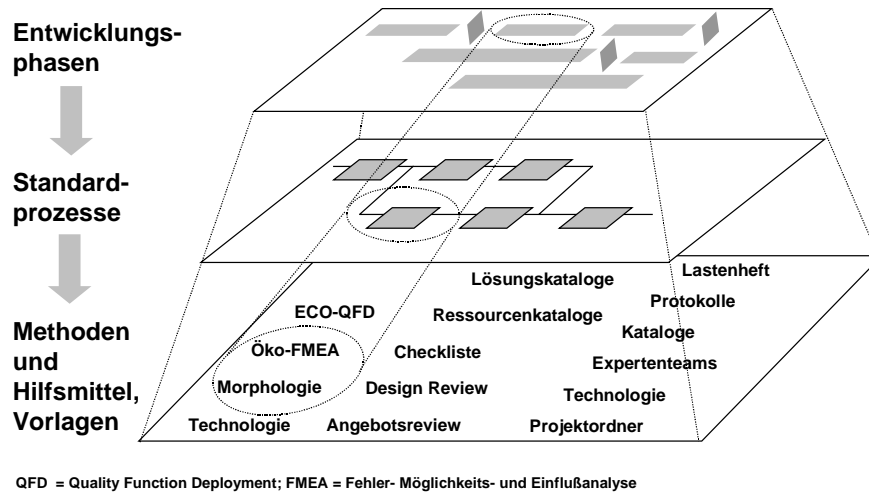 Entwicklungs-
phasen
Standard-
prozesse
Methoden
und
Hilfsmittel,
Vorlagen
Lösungskataloge
Lastenheft
ECO-QFD
Ressourcenkataloge
Protokolle
Kataloge
Öko-FMEA
Checkliste
Expertenteams
Morphologie
Design Review
Technologie
Technologie
Angebotsreview
Projektordner
QFD = Quality Function Deployment; FMEA = Fehler- Möglichkeits- und Einflußanalyse